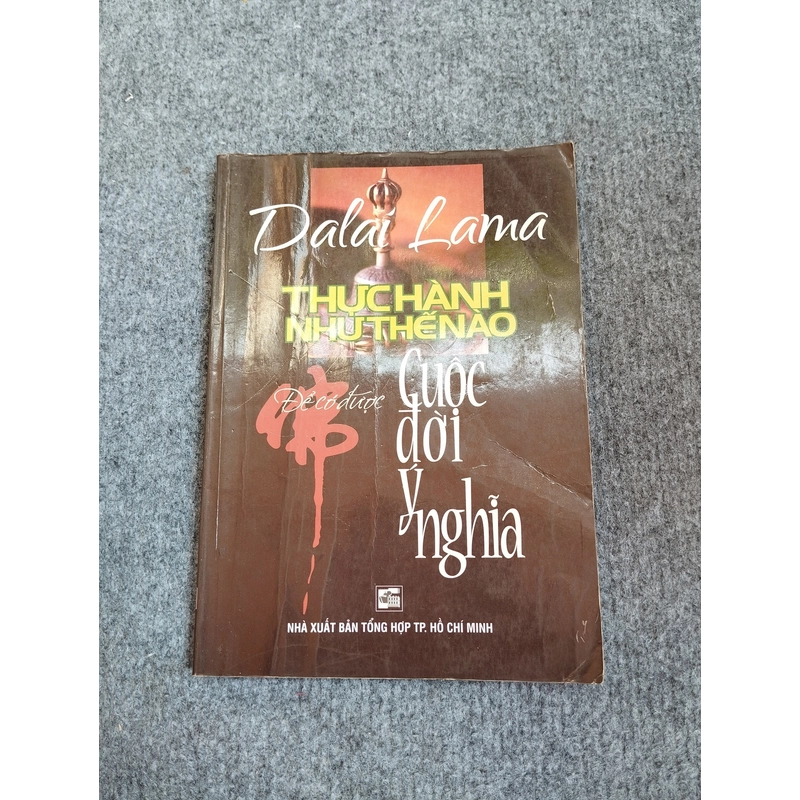 Dalai Lama
THỰC HÀNH
NHƯ THẾ NÀO
佛
Để có được
Cuộc
đời
ý
nghĩa
NHÀ XUẤT BẢN TỔNG HỢP TP. HỒ CHÍ MINH